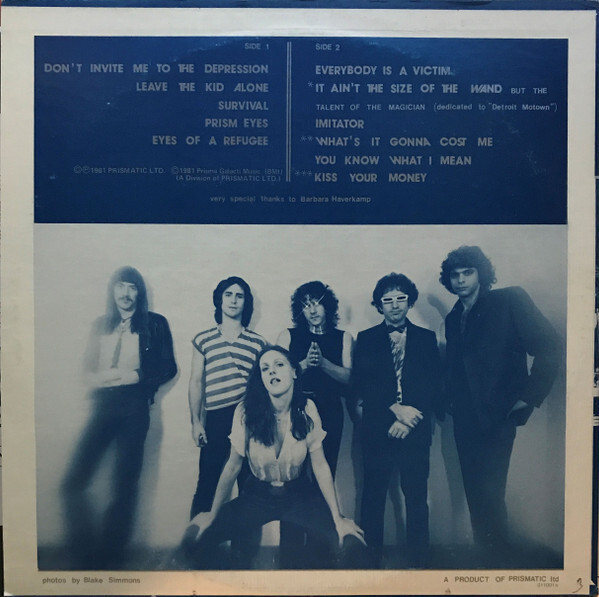 SIDE 1
DON'T INVITE ME TO THE DEPRESSION
LEAVE THE KID ALONE
SURVIVAL
PRISM EYES
EYES OF A REFUGEE
©℗1981 PRISMATIC LTD. ©1981 Prisma Galacti Music (BMI)
(A Division of PRISMATIC LTD.)
SIDE 2
EVERYBODY IS A VICTIM
*IT AIN'T THE SIZE OF THE WAND BUT THE
TALENT OF THE MAGICIAN (dedicated to "Detroit Motown")
IMITATOR
**WHAT'S IT GONNA COST ME
YOU KNOW WHAT I MEAN
***KISS YOUR MONEY
very special thanks to Barbara Haverkamp
photos by Blake Simmons
A PRODUCT OF PRISMATIC ltd